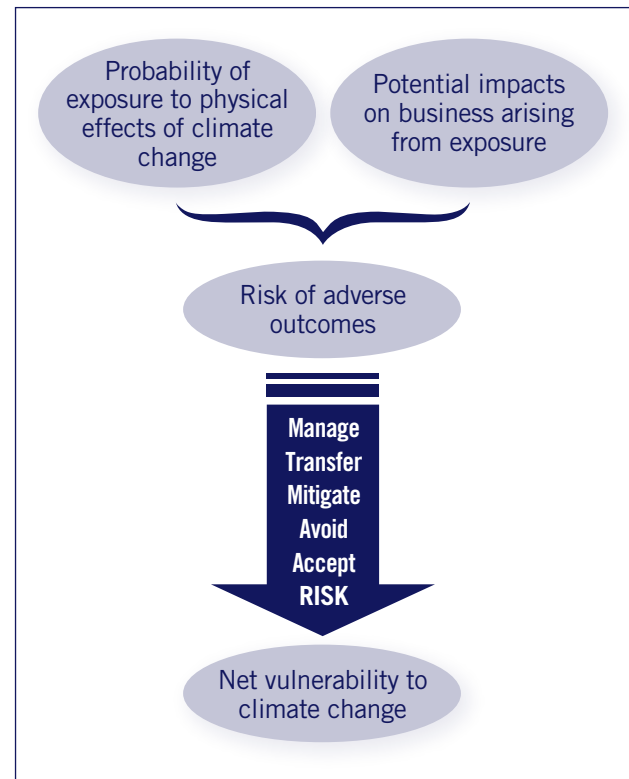 Probability of
exposure to physical
effects of climate
change
Potential impacts
on business arising
from exposure
Risk of adverse
outcomes
Manage
Transfer
Mitigate
Avoid
Accept
RISK
Net vulnerability to
climate change